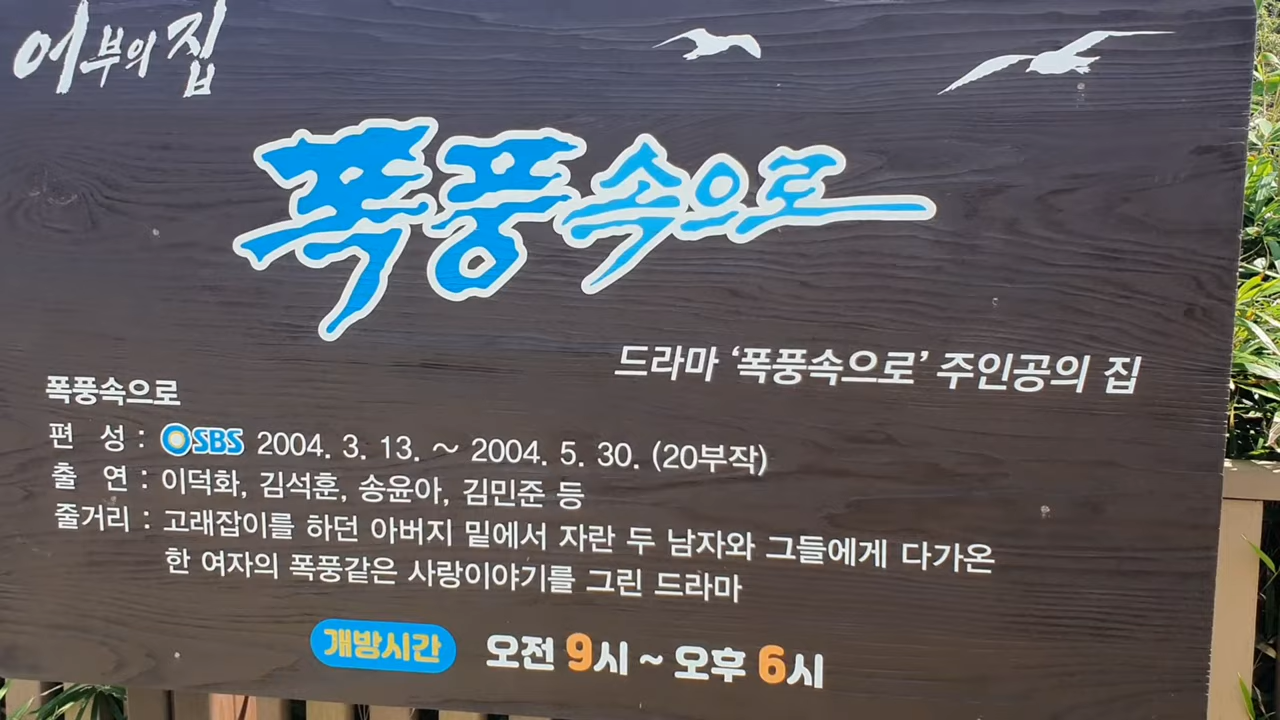 어부의 집
폭풍속으로
드라마 ‘폭풍속으로’ 주인공의 집
폭풍속으로
편 성 : SBS 2004. 3. 13. ~ 2004. 5. 30. (20부작)
출 연 : 이덕화, 김석훈, 송윤아, 김민준 등
줄거리 : 고래잡이를 하던 아버지 밑에서 자란 두 남자와 그들에게 다가온
한 여자의 폭풍같은 사랑이야기를 그린 드라마
개방시간 오전 9시 ~ 오후 6시